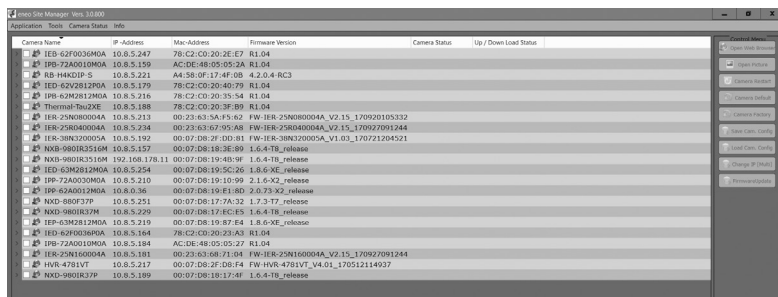 eneo Site Manager Vers. 3.0.800
Application Tools Camera Status Info
Camera Name IP -Address Mac-Address Firmware Version Camera Status Up / Down Load Status
IEB-62F0036M0A 10.8.5.247 78:C2:C0:20:2E:E7 R1.04
IPB-72A0010M0A 10.8.5.159 AC:DE:48:05:05:2A R1.04
RB-H4KDIP-S 10.8.5.221 A4:58:0F:17:4F:0B 4.2.0.4-RC3
IED-62V2812P0A 10.8.5.179 78:C2:C0:20:40:79 R1.04
IPB-62M2812M0A 10.8.5.216 78:C2:C0:20:35:54 R1.04
Thermal-Tau2XE 10.8.5.188 78:C2:C0:20:3F:B9 R1.04
IER-25N080004A 10.8.5.213 00:23:63:5A:F5:62 FW-IER-25N080004A_V2.15_170920105332
IER-25R040004A 10.8.5.234 00:23:63:67:95:A8 FW-IER-25R040004A_V2.15_170927091244
IER-38N320005A 10.8.5.192 00:07:D8:2F:DD:81 FW-IER-38N320005A_V1.03_170721204521
NXB-980IR3516M 10.8.5.157 00:07:D8:18:3E:89 1.6.4-T8_release
NXB-980IR3516M 192.168.178.11 00:07:D8:19:4B:9F 1.6.4-T8_release
IED-63M2812M0A 10.8.5.254 00:07:D8:19:5C:26 1.8.6-XE_release
IPP-72A0030M0A 10.8.5.210 00:07:D8:19:10:99 2.1.6-X2_release
IPP-62A0012M0A 10.8.0.36 00:07:D8:19:E1:8D 2.0.73-X2_release
NXD-880F37P 10.8.5.251 00:07:D8:17:7A:32 1.7.3-T7_release
NXD-980IR37M 10.8.5.229 00:07:D8:17:EC:E5 1.6.4-T8_release
IEP-63M2812M0A 10.8.5.219 00:07:D8:19:87:E4 1.8.6-XE_release
IED-62F0036P0A 10.8.5.164 78:C2:C0:20:23:A3 R1.04
IPB-72A0010M0A 10.8.5.184 AC:DE:48:05:05:27 R1.04
IER-25N160004A 10.8.5.181 00:23:63:68:71:04 FW-IER-25N160004A_V2.15_170927091244
HVR-4781VT 10.8.5.217 00:07:D8:2F:D8:F4 FW-HVR-4781VT_V4.01_170512114937
NXD-980IR37P 10.8.5.189 00:07:D8:18:17:4F 1.6.4-T8_release
Control Menu
Open Web Browser
Open Picture
Camera Restart
Camera Default
Camera Factory
Save Cam. Config
Load Cam. Config
Change IP (Multi)
FirmwareUpdate